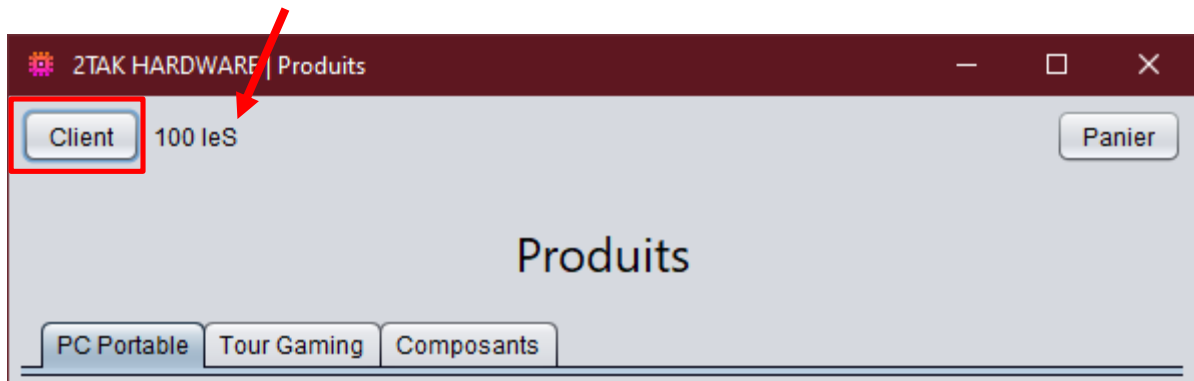 2TAK HARDWARE | Produits
Client 100 leS Panier
Produits
PC Portable Tour Gaming Composants